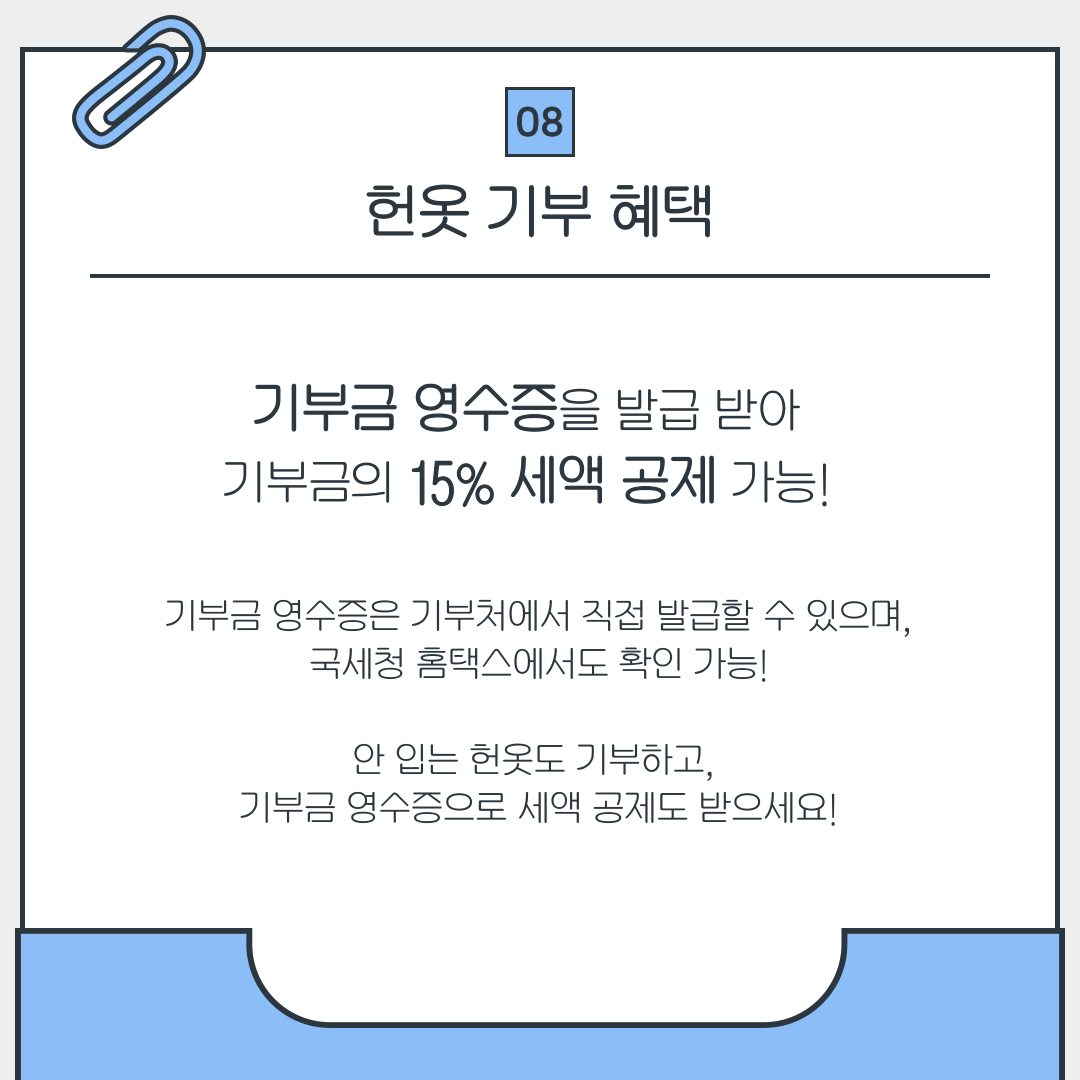 08
헌옷 기부 혜택
기부금 영수증을 발급 받아
기부금의 15% 세액 공제 가능!
기부금 영수증은 기부처에서 직접 발급할 수 있으며,
국세청 홈택스에서도 확인 가능!
안 입는 헌옷도 기부하고,
기부금 영수증으로 세액 공제도 받으세요!